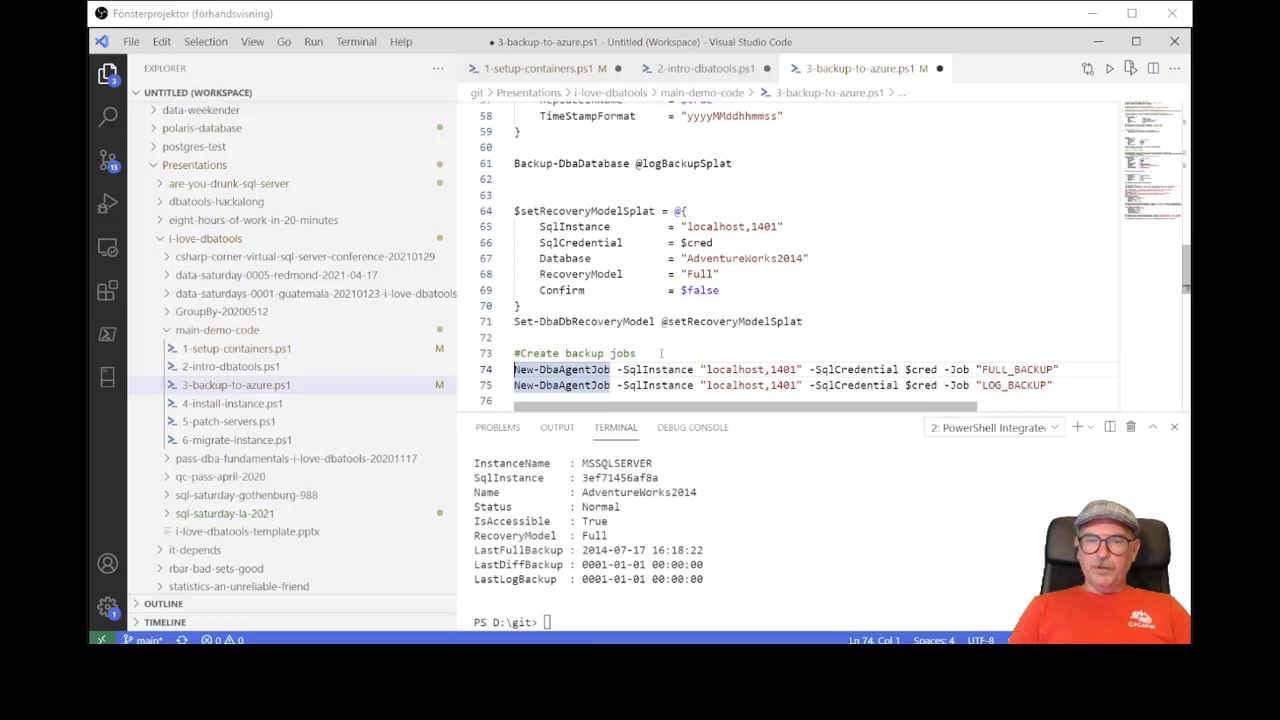 Fönsterprojektor (förhandsvisning)
File Edit Selection View Go Run Terminal Help
● 3-backup-to-azure.ps1 - Untitled (Workspace) - Visual Studio Code
EXPLORER
1-setup-containers.ps1 M
2-intro-dbatools.ps1
3-backup-to-azure.ps1 M
git > Presentations > i-love-dbatools > main-demo-code > 3-backup-to-azure.ps1 > ...
UNTITLED (WORKSPACE)
data-weekender
polaris-database
postgres-test
Presentations
are-you-drunk-sql-server
dbatools-hackalong
eight-hours-of-work-in-20-minutes
i-love-dbatools
csharp-corner-virtual-sql-server-conference-20210129
data-saturday-0005-redmond-2021-04-17
data-saturdays-0001-guatemala-20210123-i-love-dbatools
GroupBy-20200512
main-demo-code
1-setup-containers.ps1 M
2-intro-dbatools.ps1
3-backup-to-azure.ps1 M
4-install-instance.ps1
5-patch-servers.ps1
6-migrate-instance.ps1
pass-dba-fundamentals-i-love-dbatools-20201117
qc-pass-april-2020
sql-saturday-gothenburg-988
sql-saturday-la-2021
i-love-dbatools-template.pptx
it-depends
rbar-bad-sets-good
statistics-an-unreliable-friend
OUTLINE
TIMELINE
3
13
1
57 ReplaceInName = $true
59
60
61 @logBackupSplat
62
63
64 = @{
65
66 SqlCredential = $cred
67 Database = "AdventureWorks2014"
68 RecoveryModel = "Full"
69 Confirm = $false
70 }
71 Set-DbaDbRecoveryModel @setRecoveryModelSplat
72
73 #Create backup jobs
74 New-DbaAgentJob -SqlInstance "localhost,1401" -SqlCredential $cred -Job "FULL_BACKUP"
75 New-DbaAgentJob -SqlInstance "localhost,1401" -SqlCredential $cred -Job "LOG_BACKUP"
76
PROBLEMS OUTPUT TERMINAL DEBUG CONSOLE
2: PowerShell Integrate
InstanceName : MSSQLSERVER
SqlInstance : 3ef71456af8a
Name : AdventureWorks2014
Status : Normal
IsAccessible : True
RecoveryModel : Full
LastFullBackup : 2014-07-17 16:18:22
LastDiffBackup : 0001-01-01 00:00:00
LastLogBackup : 0001-01-01 00:00:00
PS D:\git>
main* 0 0 Ln 74, Col 1 Spaces: 4 UTF-8